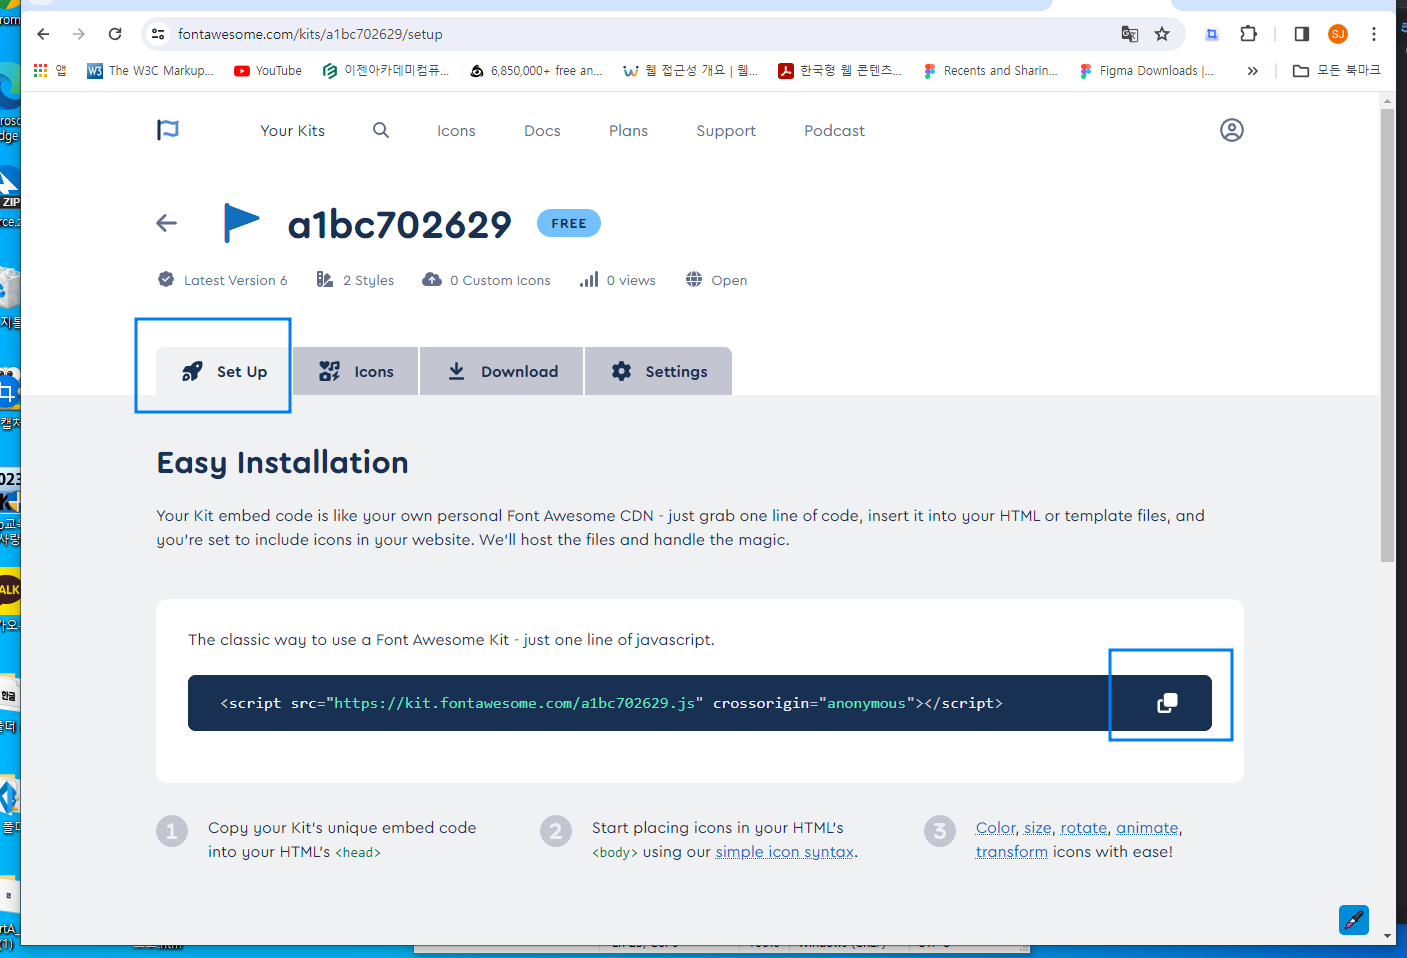 fontawesome.com/kits/a1bc702629/setup
SJ
앱
The W3C Markup...
YouTube
이젠아카데미컴퓨...
6,850,000+ free an...
웹 접근성 개요 | 웹...
한국형 웹 콘텐츠...
Recents and Sharin...
Figma Downloads |...
모든 북마크
Your Kits
Icons
Docs
Plans
Support
Podcast
a1bc702629
FREE
Latest Version 6
2 Styles
0 Custom Icons
0 views
Open
Set Up
Icons
Download
Settings
Easy Installation
Your Kit embed code is like your own personal Font Awesome CDN - just grab one line of code, insert it into your HTML or template files, and
you're set to include icons in your website. We'll host the files and handle the magic.
The classic way to use a Font Awesome Kit - just one line of javascript.
<script src="https://kit.fontawesome.com/a1bc702629.js" crossorigin="anonymous"></script>
1
Copy your Kit's unique embed code
into your HTML's <head>
2
Start placing icons in your HTML's
<body> using our simple icon syntax.
3
Color, size, rotate, animate,
transform icons with ease!
ZIP